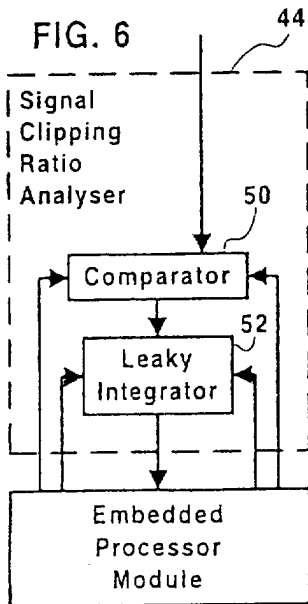 FIG. 6
44
Signal
Clipping
Ratio
Analyser
50
Comparator
52
Leaky
Integrator
Embedded
Processor
Module